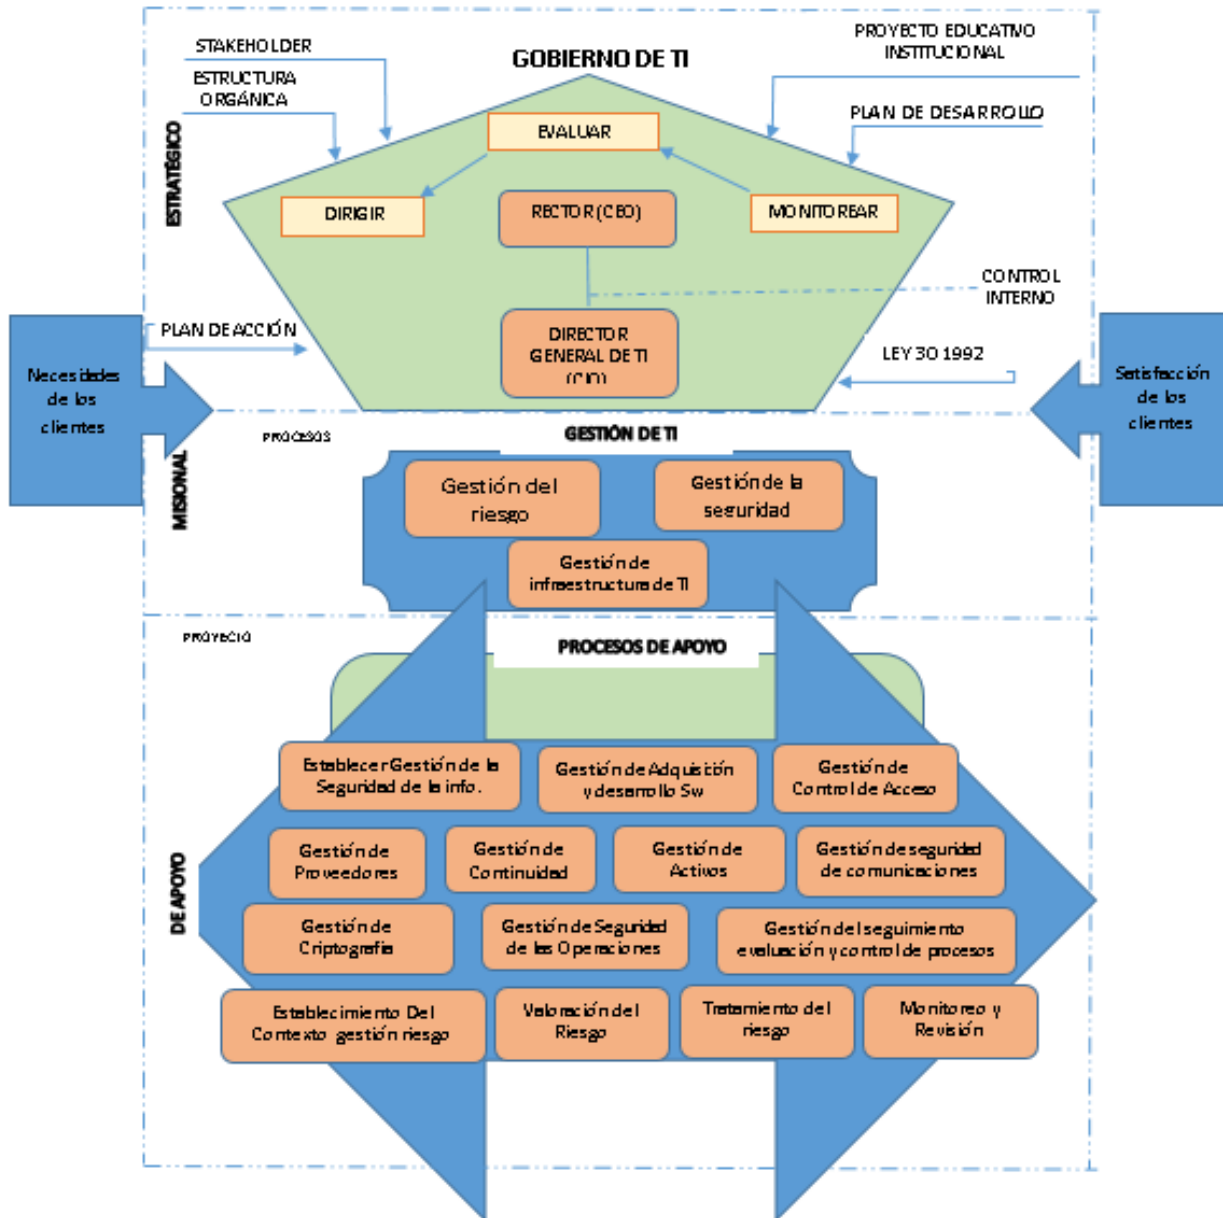 STAKEHOLDER
ESTRUCTURA
ORGÁNICA
GOBIERNO DE TI
PROYECTO EDUCATIVO
INSTITUCIONAL
PLAN DE DESARROLLO
ESTRATÉGICO
EVALUAR
DIRIGIR
RECTOR (CEO)
MONITOREAR
CONTROL
INTERNO
PLAN DE ACCIÓN
DIRECTOR
GENERAL DE TI
(CIO)
LEY 30 1992
Necesidades
de los
clientes
Satisfacción
de los
clientes
PROCESOS
GESTIÓN DE TI
MISIONAL
Gestión del
riesgo
Gestión de la
seguridad
Gestión de
infraestructura de TI
PROYECTO
PROCESOS DE APOYO
DE APOYO
Establecer Gestión de la
Seguridad de la info.
Gestión de Adquisición
y desarrollo Sw
Gestión de
Control de Acceso
Gestión de
Proveedores
Gestión de
Continuidad
Gestión de
Activos
Gestión de seguridad
de comunicaciones
Gestión de
Criptografía
Gestión de Seguridad
de las Operaciones
Gestión del seguimiento
evaluación y control de procesos
Establecimiento Del
Contexto gestión riesgo
Valoración del
Riesgo
Tratamiento del
riesgo
Monitoreo y
Revisión